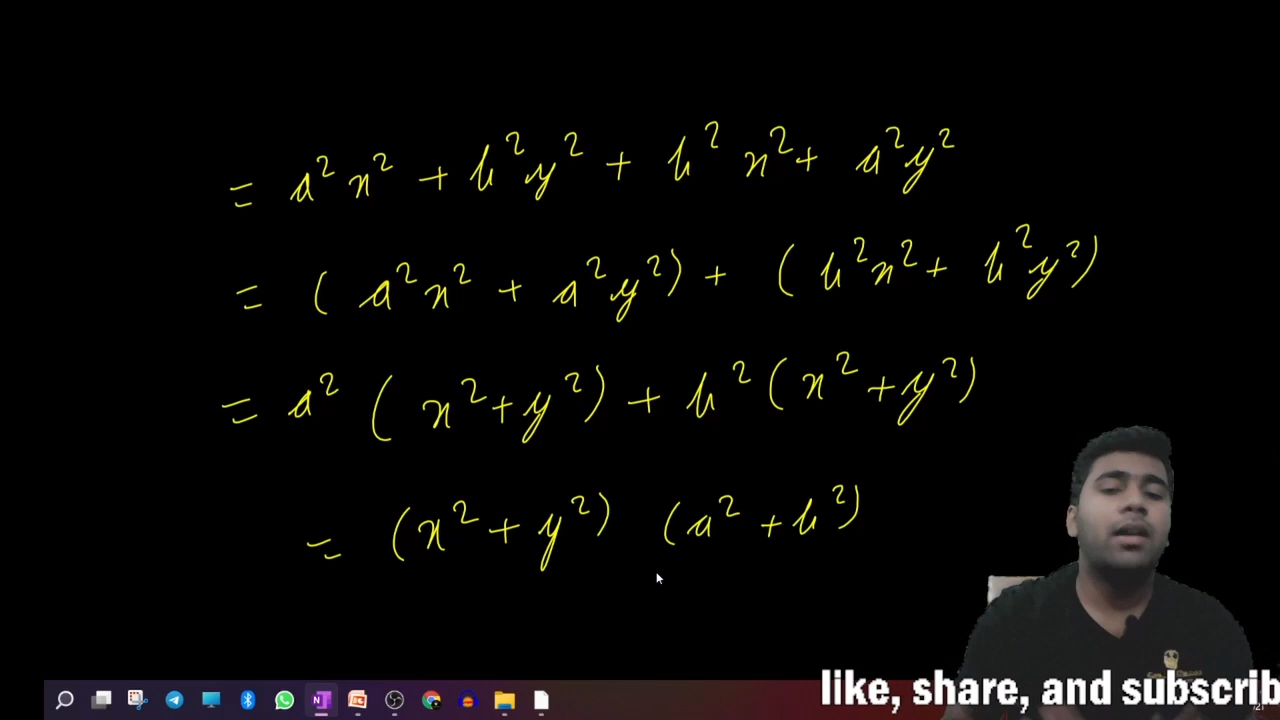 = a²x² + b²y² + b²x² + a²y²
= (a²x² + a²y²) + (b²x² + b²y²)
= a²(x² + y²) + b²(x² + y²)
= (x² + y²) (a² + b²)
like, share, and subscrib